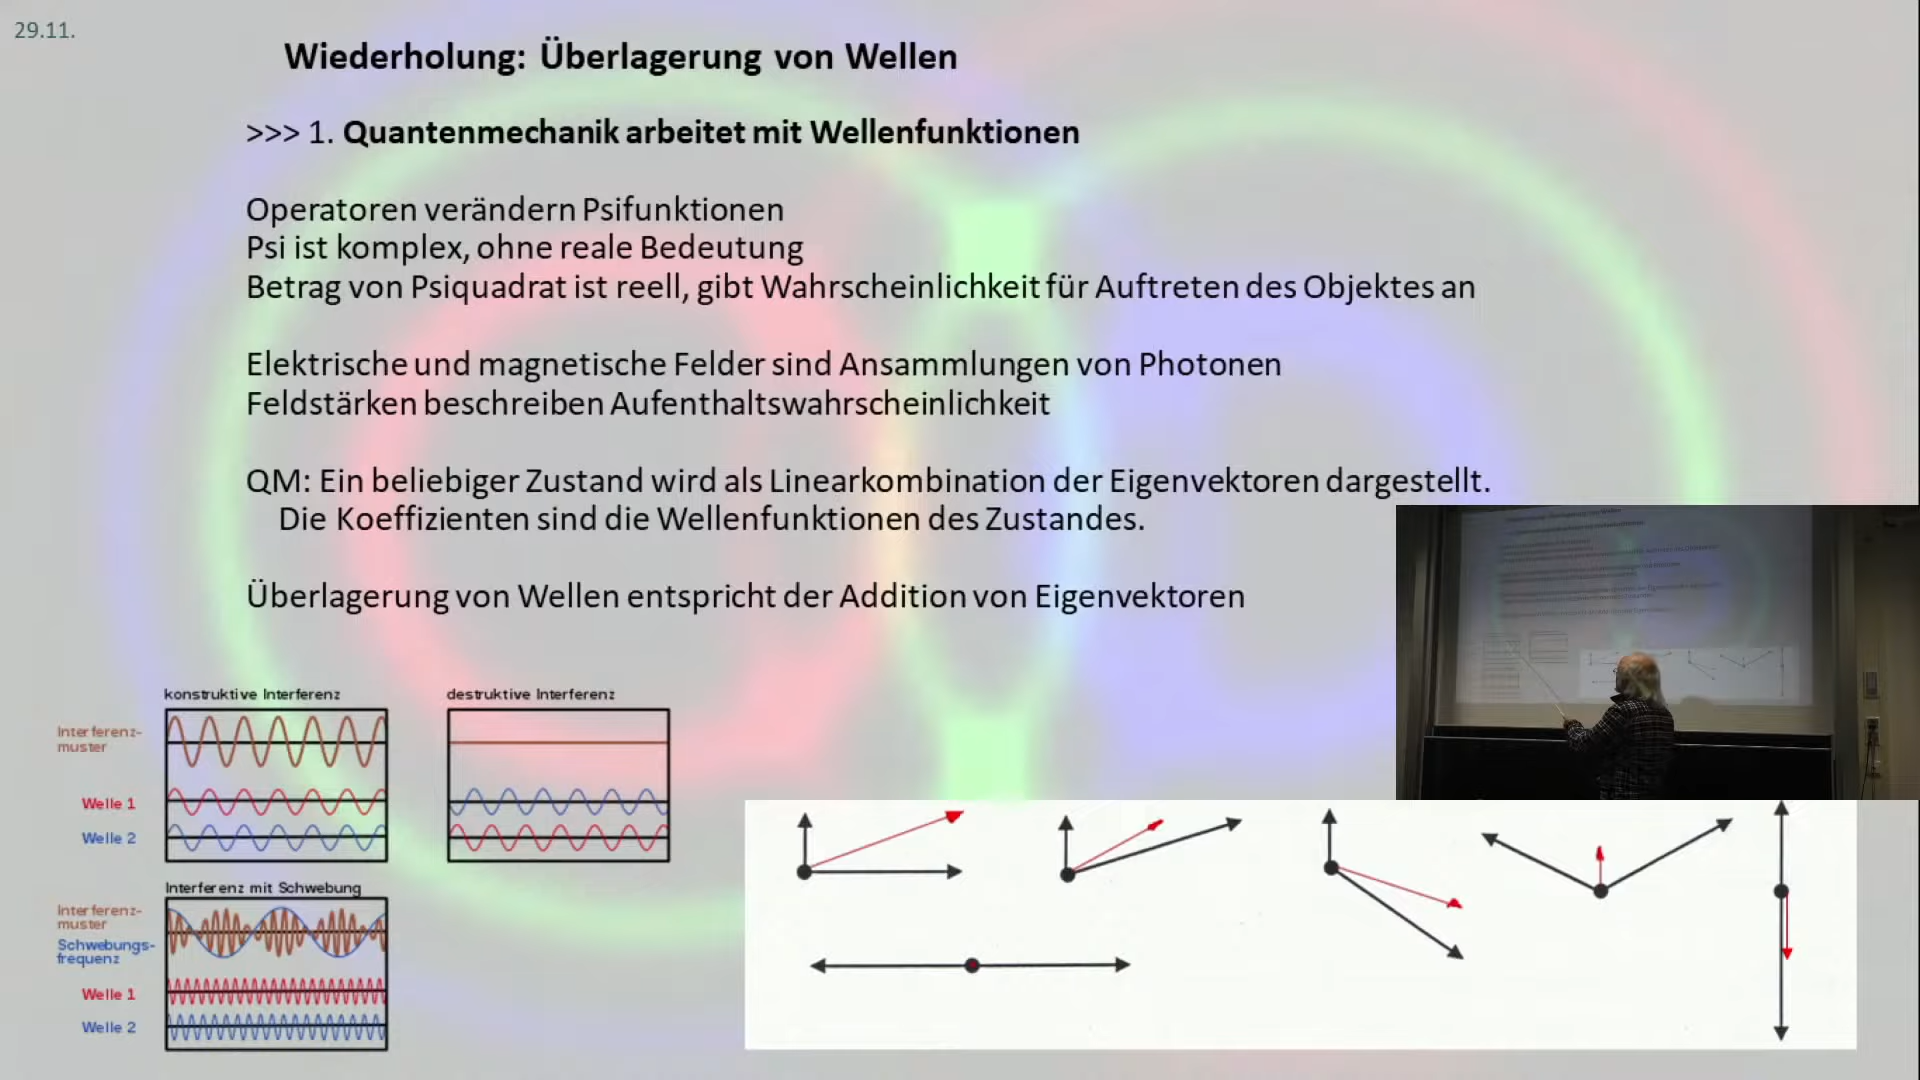 29.11.
Wiederholung: Überlagerung von Wellen
>>> 1. Quantenmechanik arbeitet mit Wellenfunktionen
Operatoren verändern Psifunktionen
Psi ist komplex, ohne reale Bedeutung
Betrag von Psiquadrat ist reell, gibt Wahrscheinlichkeit für Auftreten des Objektes an
Elektrische und magnetische Felder sind Ansammlungen von Photonen
Feldstärken beschreiben Aufenthaltswahrscheinlichkeit
QM: Ein beliebiger Zustand wird als Linearkombination der Eigenvektoren dargestellt.
Die Koeffizienten sind die Wellenfunktionen des Zustandes.
Überlagerung von Wellen entspricht der Addition von Eigenvektoren
konstruktive Interferenz
destruktive Interferenz
Interferenz-
muster
Welle 1
Welle 2
Interferenz mit Schwebung
Interferenz-
muster
Schwebungs-
frequenz
Welle 1
Welle 2